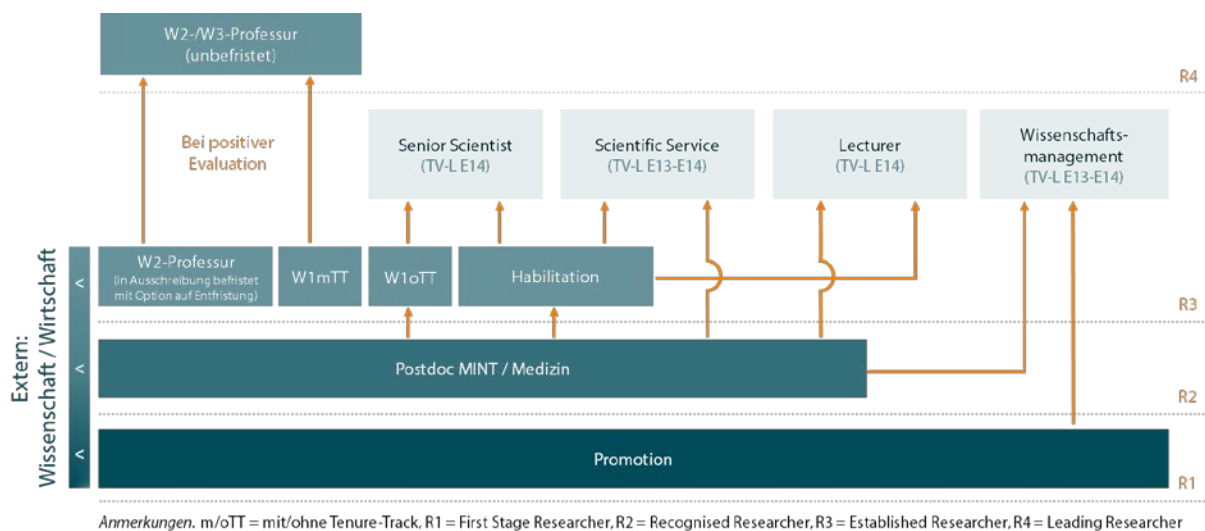 W2-/W3-Professur
(unbefristet)
R4
Bei positiver
Evaluation
Senior Scientist
(TV-L E14)
Scientific Service
(TV-L E13-E14)
Lecturer
(TV-L E14)
Wissenschafts-
management
(TV-L E13-E14)
Extern:
Wissenschaft / Wirtschaft
<
W2-Professur
(in Ausschreibung befristet
mit Option auf Entfristung)
W1mTT
W1oTT
Habilitation
R3
<
Postdoc MINT / Medizin
R2
<
Promotion
R1
Anmerkungen. m/oTT = mit/ohne Tenure-Track, R1 = First Stage Researcher, R2 = Recognised Researcher, R3 = Established Researcher, R4 = Leading Researcher